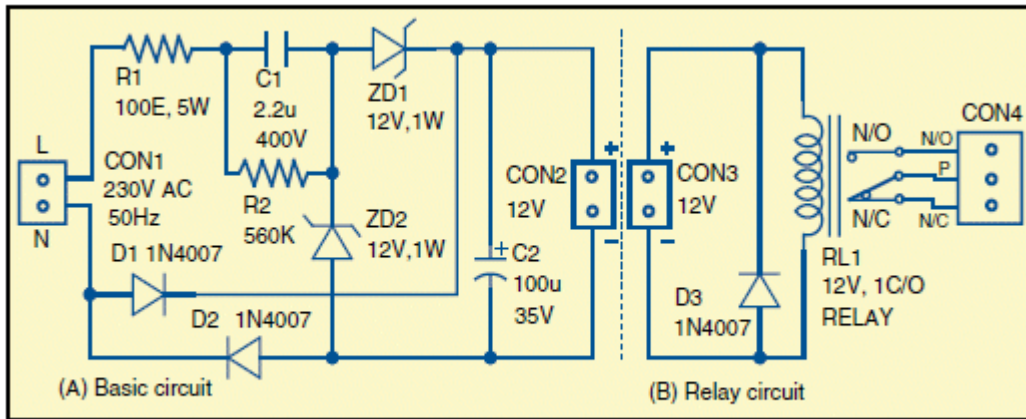 R1
100E, 5W
C1
2.2u
400V
ZD1
12V,1W
L
CON1
230V AC
50Hz
N
R2
560K
ZD2
12V,1W
D1 1N4007
D2 1N4007
+
C2
100u
35V
+
CON2
12V
–
+
CON3
12V
–
D3
1N4007
RL1
12V, 1C/O
RELAY
N/O
N/C
N/O
P
N/C
CON4
(A) Basic circuit
(B) Relay circuit